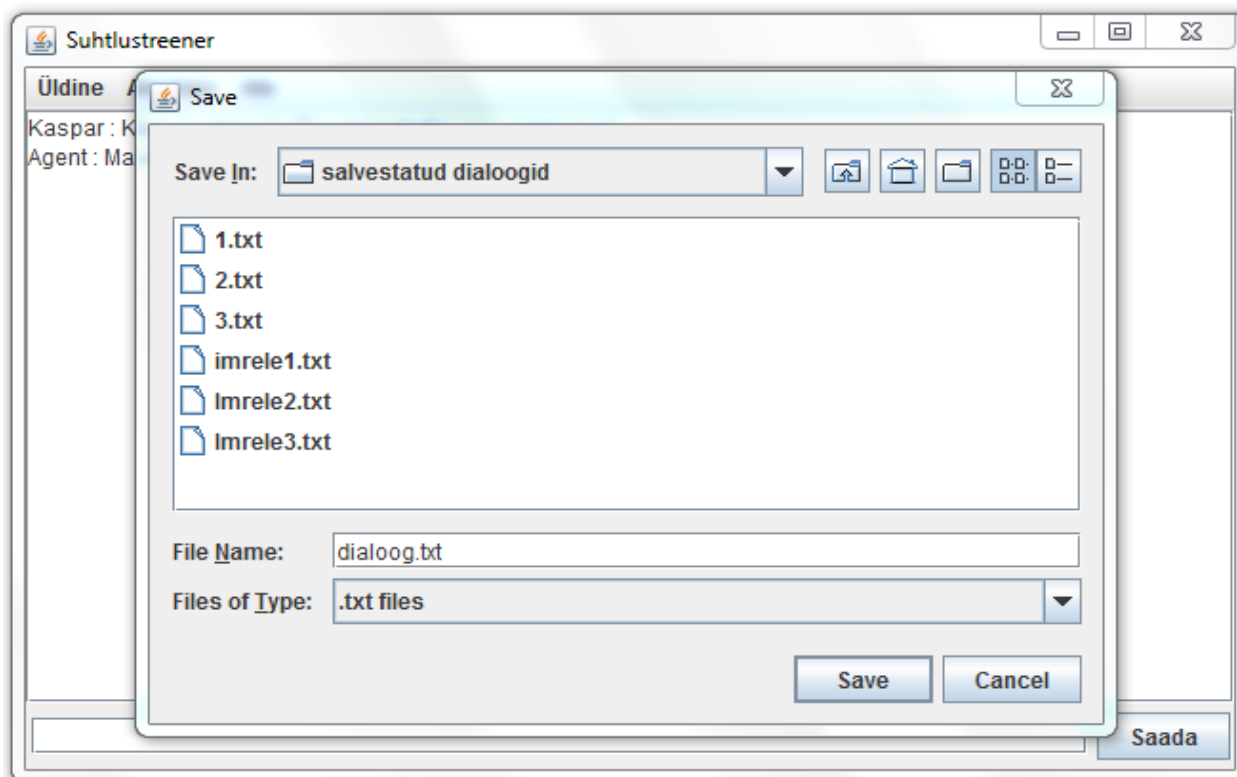 Suhtlustreener
Üldine
Save
Kaspar :
Agent :
Save In: salvestatud dialoogid
1.txt
2.txt
3.txt
imrele1.txt
Imrele2.txt
Imrele3.txt
File Name: dialoog.txt
Files of Type: .txt files
Save Cancel
Saada